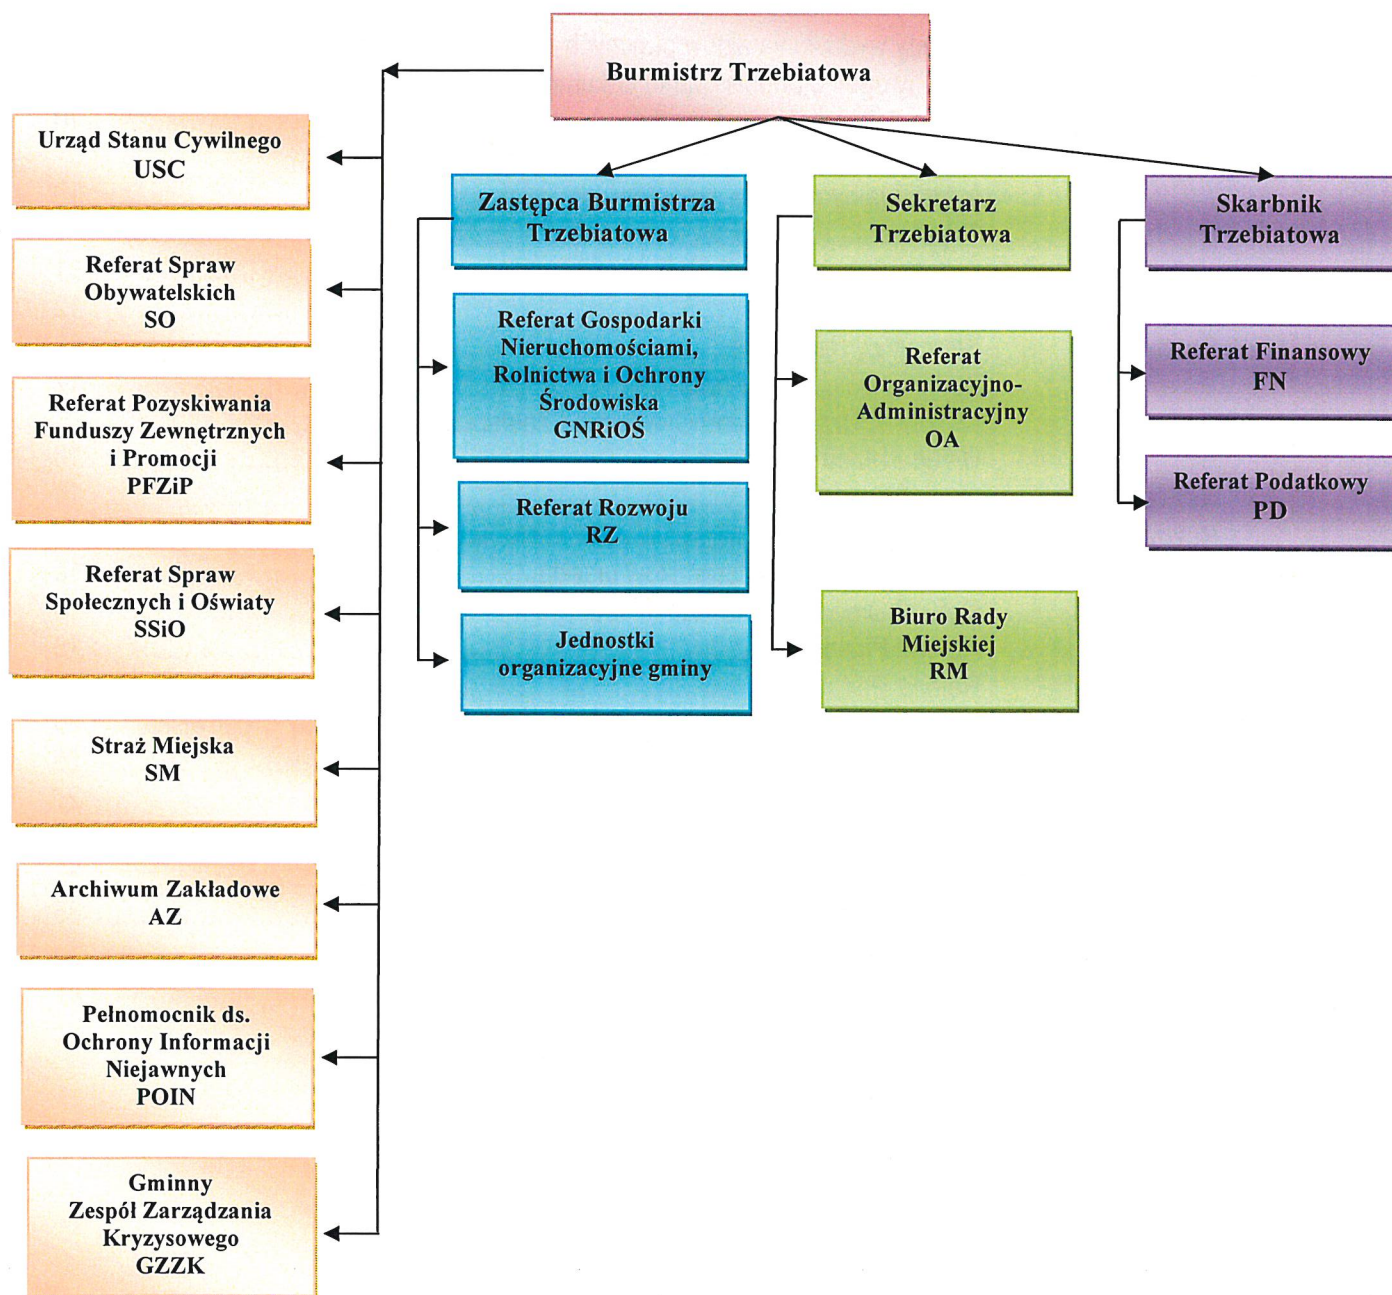 Burmistrz Trzebiatowa
Urząd Stanu Cywilnego
USC
Referat Spraw
Obywatelskich
SO
Referat Pozyskiwania
Funduszy Zewnętrznych
i Promocji
PFZiP
Referat Spraw
Społecznych i Oświaty
SSiO
Straż Miejska
SM
Archiwum Zakładowe
AZ
Pełnomocnik ds.
Ochrony Informacji
Niejawnych
POIN
Gminny
Zespół Zarządzania
Kryzysowego
GZZK
Zastępca Burmistrza
Trzebiatowa
Referat Gospodarki
Nieruchomościami,
Rolnictwa i Ochrony
Środowiska
GNRiOŚ
Referat Rozwoju
RZ
Jednostki
organizacyjne gminy
Sekretarz
Trzebiatowa
Referat
Organizacyjno-
Administracyjny
OA
Biuro Rady
Miejskiej
RM
Skarbnik
Trzebiatowa
Referat Finansowy
FN
Referat Podatkowy
PD